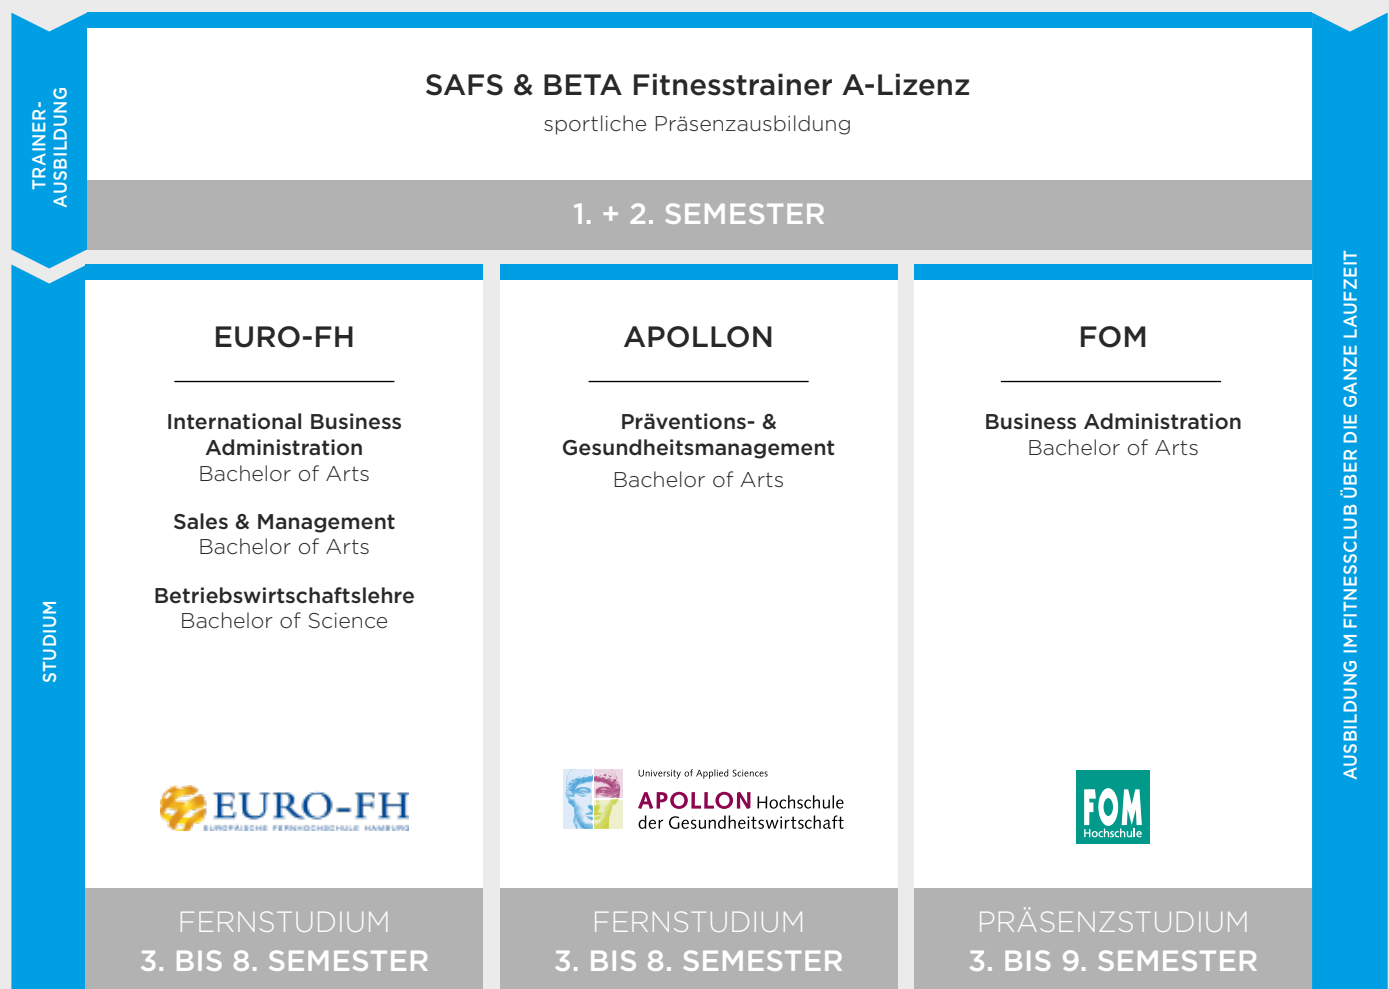 TRAINER-
AUSBILDUNG
SAFS & BETA Fitnesstrainer A-Lizenz
sportliche Präsenzausbildung
1. + 2. SEMESTER
STUDIUM
EURO-FH
International Business
Administration
Bachelor of Arts
Sales & Management
Bachelor of Arts
Betriebswirtschaftslehre
Bachelor of Science
EURO-FH
EUROPÄISCHE FERNHOCHSCHULE HAMBURG
FERNSTUDIUM
3. BIS 8. SEMESTER
APOLLON
Präventions- &
Gesundheitsmanagement
Bachelor of Arts
University of Applied Sciences
APOLLON Hochschule
der Gesundheitswirtschaft
FERNSTUDIUM
3. BIS 8. SEMESTER
FOM
Business Administration
Bachelor of Arts
FOM
Hochschule
PRÄSENZSTUDIUM
3. BIS 9. SEMESTER
AUSBILDUNG IM FITNESSCLUB ÜBER DIE GANZE LAUFZEIT